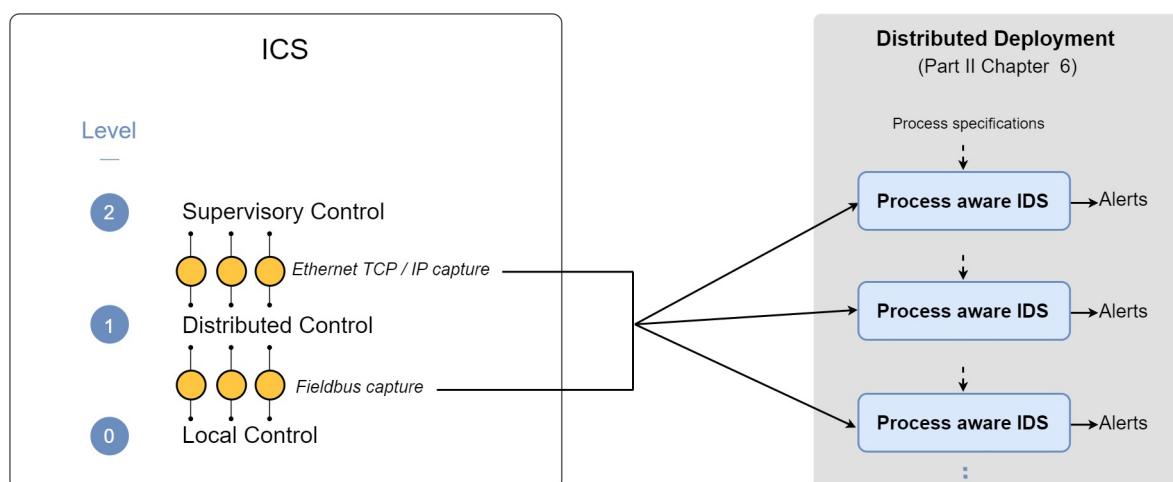 ICS
Level
2
Supervisory Control
Ethernet TCP / IP capture
1
Distributed Control
Fieldbus capture
0
Local Control
Distributed Deployment
(Part II Chapter 6)
Process specifications
Process aware IDS
Alerts
Process aware IDS
Alerts
Process aware IDS
Alerts